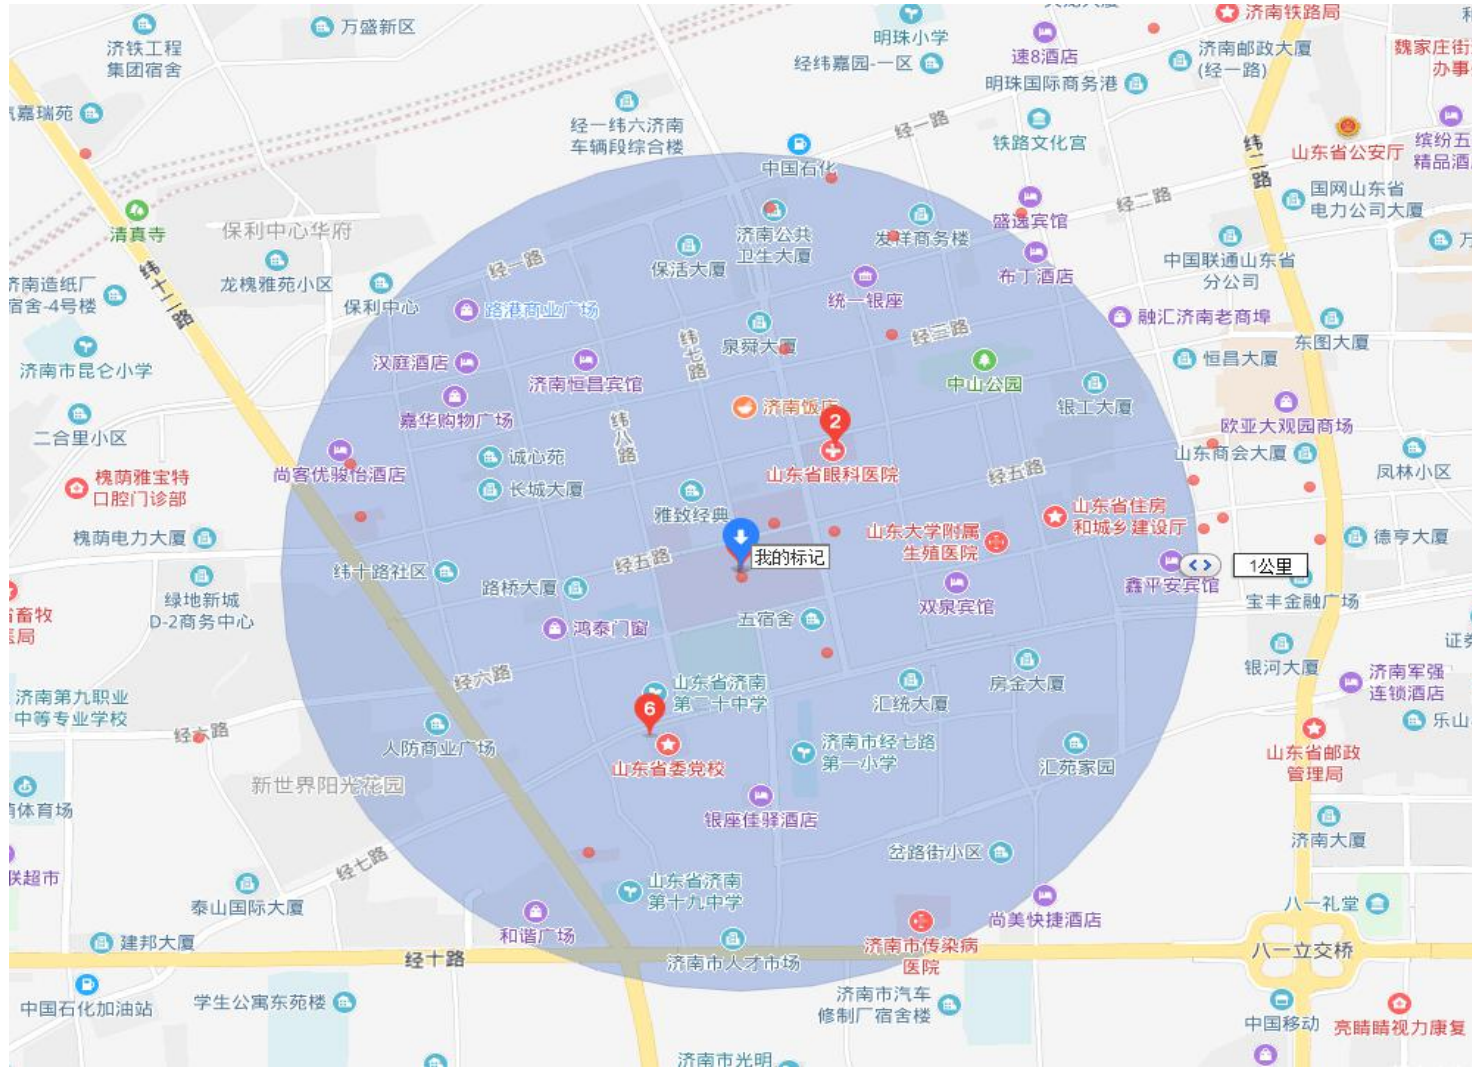 济南铁路局
万盛新区
济铁工程
集团宿舍
明珠小学
速8酒店
济南邮政大厦
(经一路)
魏家庄街
办事
经纬嘉园-一区
明珠国际商务港
嘉瑞苑
经一纬六济南
车辆段综合楼
经一路
铁路文化宫
纬二路
山东省公安厅
缤纷五
精品酒
中国石化
国网山东省
电力公司大厦
经二路
清真寺
保利中心华府
济南公共
卫生大厦
发祥商务楼
盛逸宾馆
保活大厦
经一路
中国联通山东省
分公司
布丁酒店
龙槐雅苑小区
济南造纸厂
宿舍-4号楼
纬十二路
保利中心
路港商业广场
统一银座
融汇济南老商埠
纬七路
泉舜大厦
经三路
东图大厦
恒昌大厦
汉庭酒店
济南恒昌宾馆
中山公园
济南市昆仑小学
嘉华购物广场
济南饭店
银工大厦
欧亚大观园商场
二合里小区
纬八路
2
诚心苑
山东商会大厦
尚客优骏怡酒店
山东省眼科医院
经五路
凤林小区
槐荫雅宝特
口腔门诊部
长城大厦
雅致经典
山东省住房
和城乡建设厅
槐荫电力大厦
山东大学附属
生殖医院
德亨大厦
我的标记
经五路
1公里
纬十路社区
路桥大厦
鑫平安宾馆
绿地新城
D-2商务中心
双泉宾馆
宝丰金融广场
省畜牧
医局
鸿泰门窗
五宿舍
证券
银河大厦
济南军强
连锁酒店
经六路
山东省济南
第二十中学
汇统大厦
房金大厦
济南第九职业
中等专业学校
6
乐山
经六路
人防商业广场
济南市经七路
第一小学
山东省邮政
管理局
山东省委党校
汇苑家园
新世界阳光花园
体育场
银座佳驿酒店
济南大厦
经七路
岔路街小区
联超市
山东省济南
第十九中学
泰山国际大厦
尚美快捷酒店
八一礼堂
和谐广场
建邦大厦
济南市传染病
医院
八一立交桥
经十路
济南市人才市场
中国石化加油站
学生公寓东苑楼
济南市汽车
修制厂宿舍楼
中国移动
亮睛睛视力康复
济南市光明